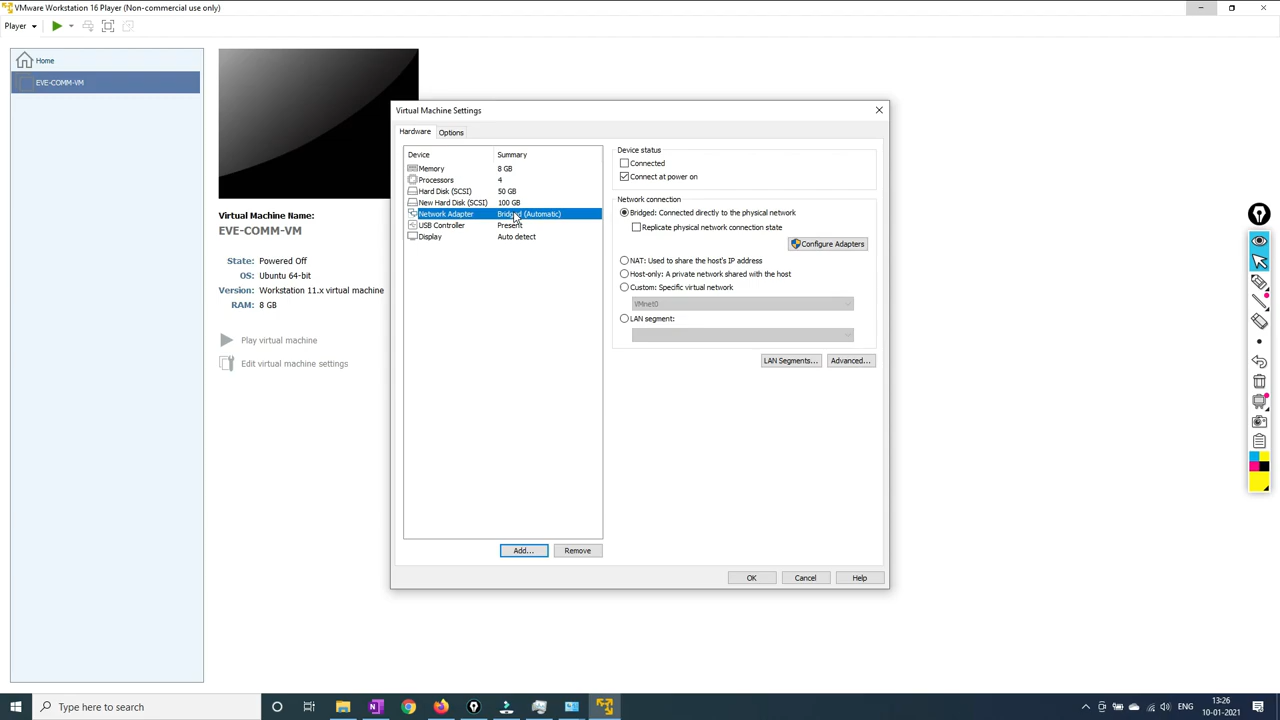 VMware Workstation 16 Player (Non-commercial use only)
Player
Home
EVE-COMM-VM
Virtual Machine Name:
EVE-COMM-VM
State: Powered Off
OS: Ubuntu 64-bit
Version: Workstation 11.x virtual machine
RAM: 8 GB
Play virtual machine
Edit virtual machine settings
Virtual Machine Settings
Hardware Options
Device Summary
Memory 8 GB
Processors 4
Hard Disk (SCSI) 50 GB
New Hard Disk (SCSI) 100 GB
Network Adapter Bridged (Automatic)
USB Controller Present
Display Auto detect
Add... Remove
Device status
Connected
Connect at power on
Network connection
Bridged: Connected directly to the physical network
Replicate physical network connection state
Configure Adapters
NAT: Used to share the host's IP address
Host-only: A private network shared with the host
Custom: Specific virtual network
VMnet0
LAN segment:
LAN Segments... Advanced...
OK Cancel Help
Type here to search
ENG
13:26
10-01-2021